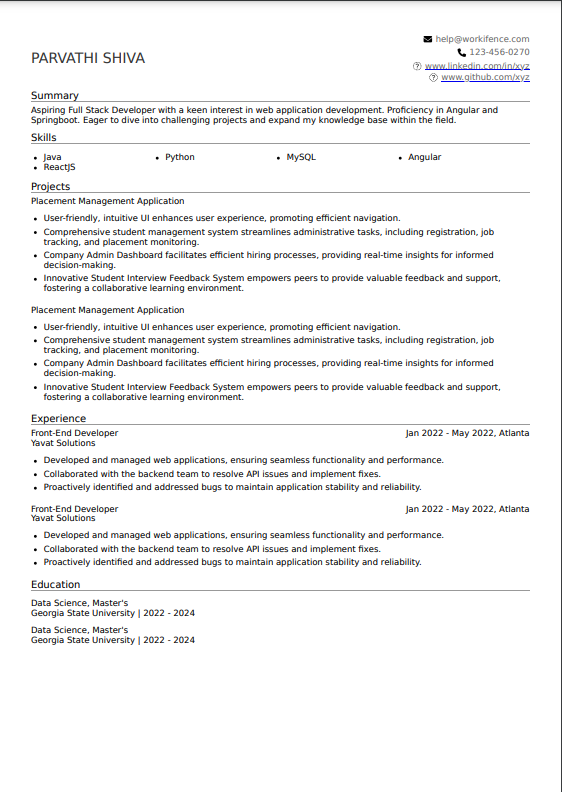 help@workifence.com
123-456-0270
PARVATHI SHIVA
www.linkedin.com/in/xyz
www.github.com/xyz
Summary
Aspiring Full Stack Developer with a keen interest in web application development. Proficiency in Angular and
Springboot. Eager to dive into challenging projects and expand my knowledge base within the field.
Skills
• Java • Python • MySQL • Angular
• ReactJS
Projects
Placement Management Application
• User-friendly, intuitive UI enhances user experience, promoting efficient navigation.
• Comprehensive student management system streamlines administrative tasks, including registration, job
tracking, and placement monitoring.
• Company Admin Dashboard facilitates efficient hiring processes, providing real-time insights for informed
decision-making.
• Innovative Student Interview Feedback System empowers peers to provide valuable feedback and support,
fostering a collaborative learning environment.
Placement Management Application
• User-friendly, intuitive UI enhances user experience, promoting efficient navigation.
• Comprehensive student management system streamlines administrative tasks, including registration, job
tracking, and placement monitoring.
• Company Admin Dashboard facilitates efficient hiring processes, providing real-time insights for informed
decision-making.
• Innovative Student Interview Feedback System empowers peers to provide valuable feedback and support,
fostering a collaborative learning environment.
Experience
Front-End Developer Jan 2022 - May 2022, Atlanta
Yavat Solutions
• Developed and managed web applications, ensuring seamless functionality and performance.
• Collaborated with the backend team to resolve API issues and implement fixes.
• Proactively identified and addressed bugs to maintain application stability and reliability.
Front-End Developer Jan 2022 - May 2022, Atlanta
Yavat Solutions
• Developed and managed web applications, ensuring seamless functionality and performance.
• Collaborated with the backend team to resolve API issues and implement fixes.
• Proactively identified and addressed bugs to maintain application stability and reliability.
Education
Data Science, Master's
Georgia State University | 2022 - 2024
Data Science, Master's
Georgia State University | 2022 - 2024